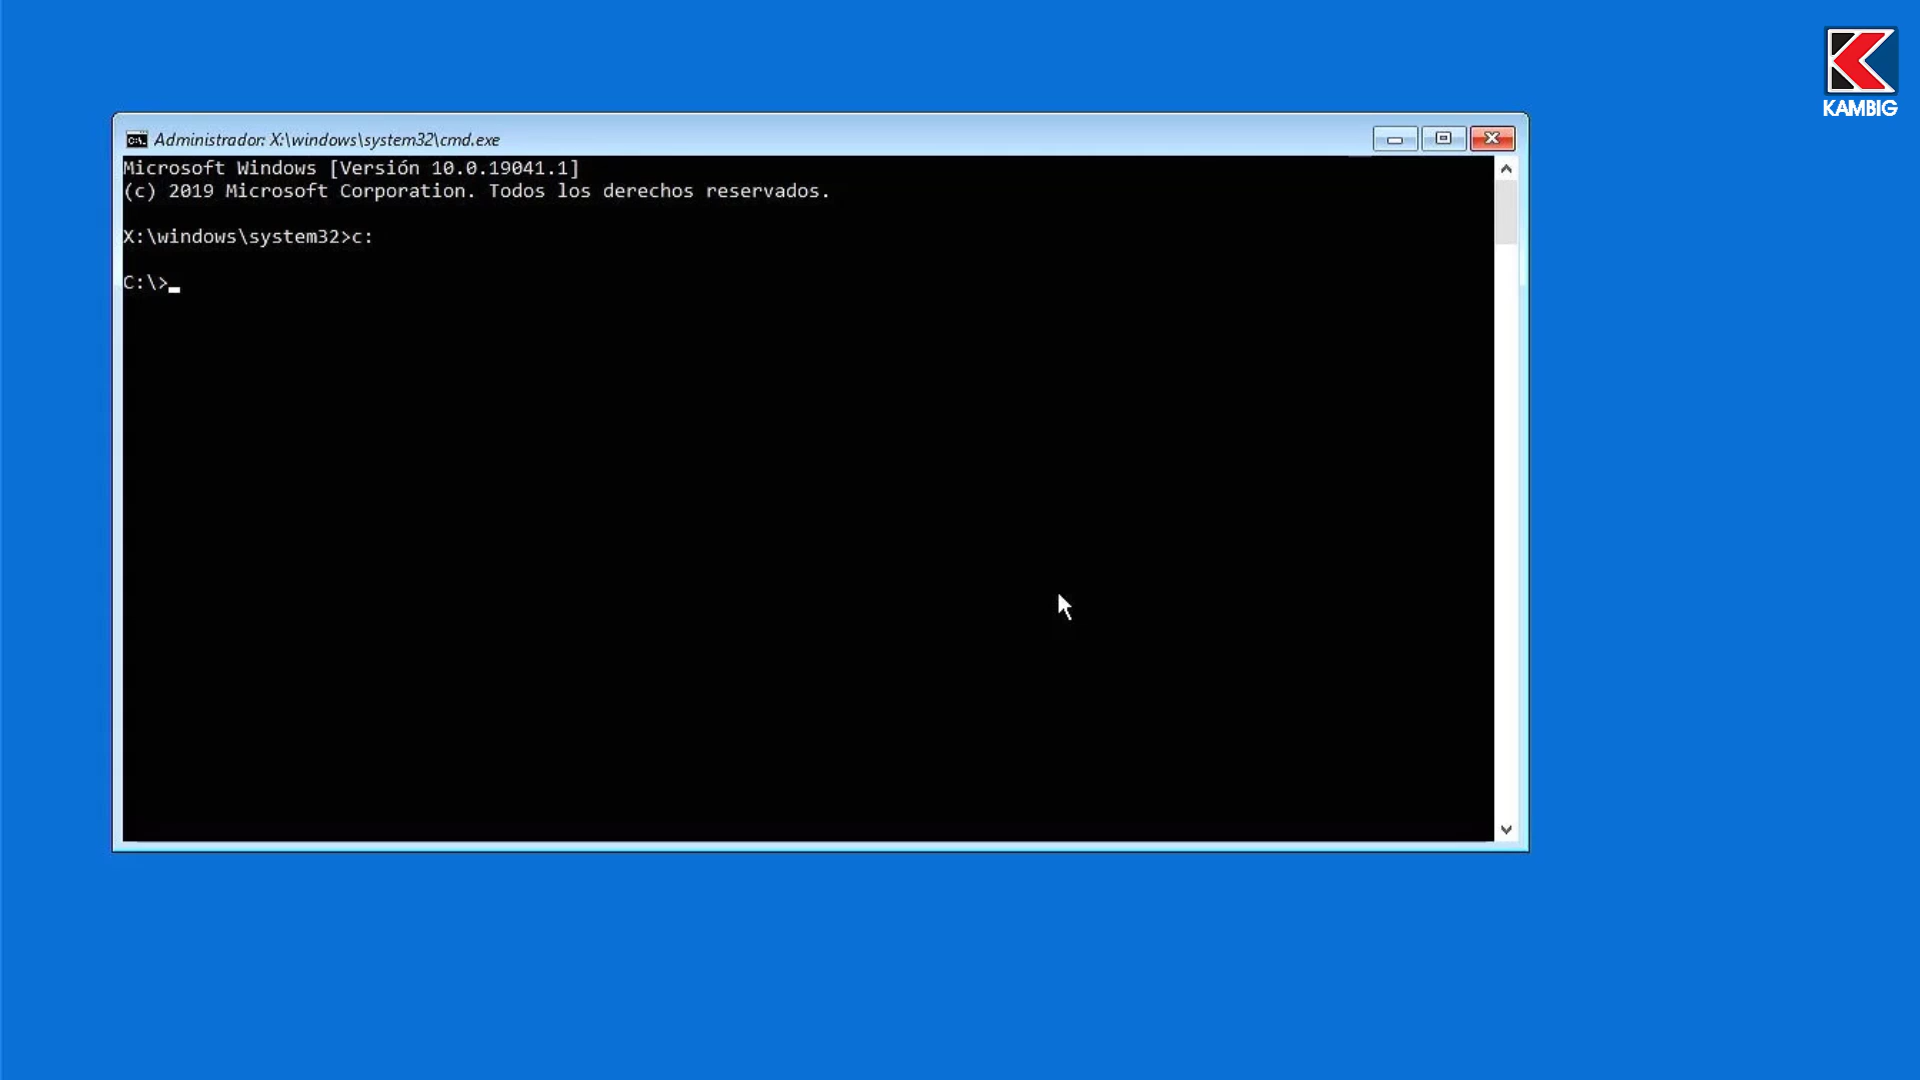 KAMBIG
Administrador: X:\windows\system32\cmd.exe
Microsoft Windows [Versión 10.0.19041.1]
(c) 2019 Microsoft Corporation. Todos los derechos reservados.
X:\windows\system32>c:
C:\>